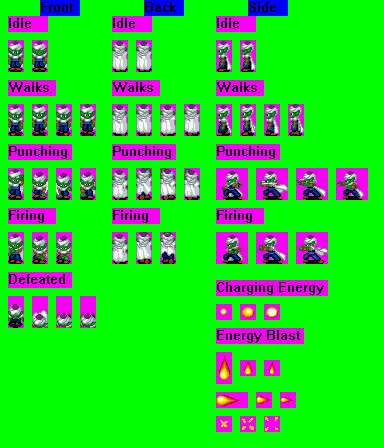 Front Back Side
Idle Idle Idle
Walks Walks Walks
Punching Punching Punching
Firing Firing Firing
Defeated
Charging Energy
Energy Blast